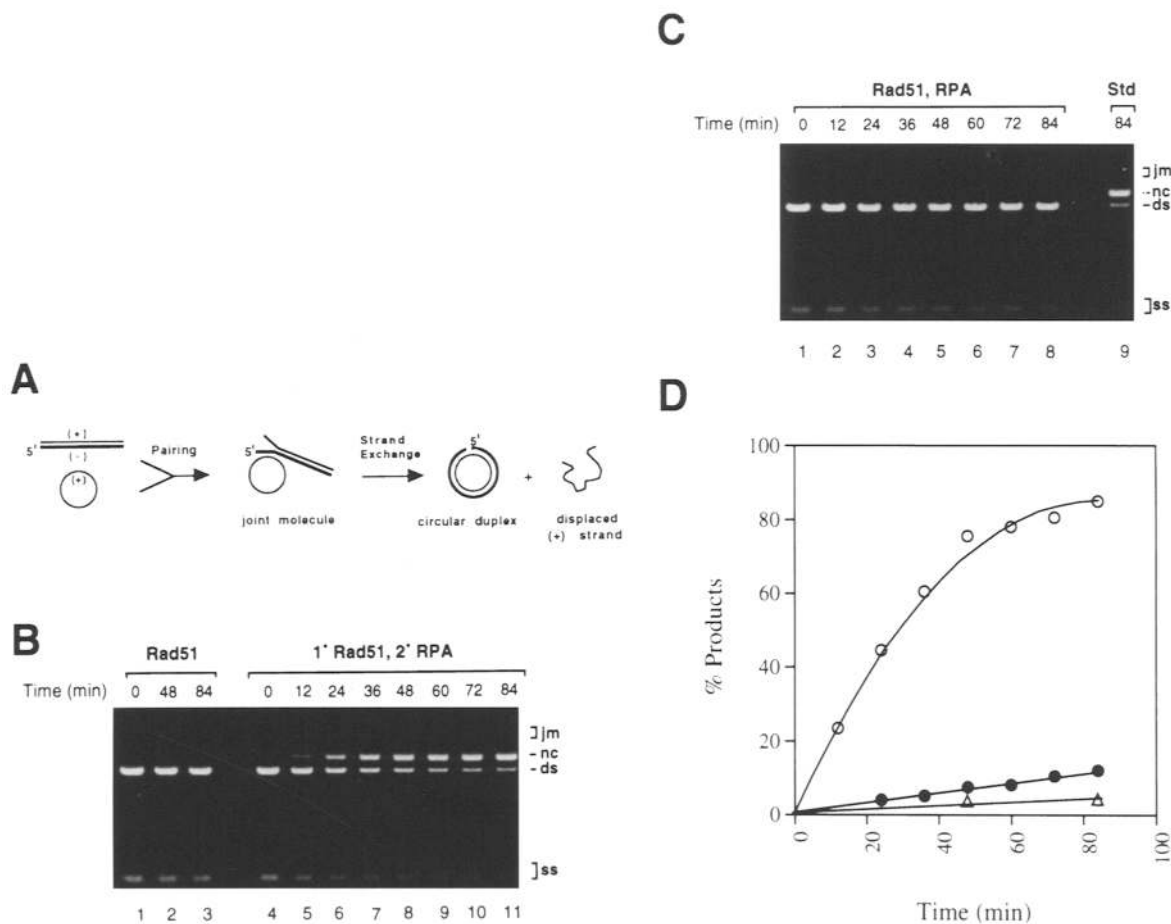 C
Rad51, RPA Std
Time (min) 0 12 24 36 48 60 72 84 84
jm
nc
ds
ss
1 2 3 4 5 6 7 8 9
A
(+)
5'
(-)
(+)
Pairing
5'
joint molecule
Strand
Exchange
5'
circular duplex
+
displaced
(+) strand
B
Rad51 1˚ Rad51, 2˚ RPA
Time (min) 0 48 84 0 12 24 36 48 60 72 84
jm
nc
ds
ss
1 2 3 4 5 6 7 8 9 10 11
D
100
80
60
40
20
0
% Products
0 20 40 60 80 100
Time (min)